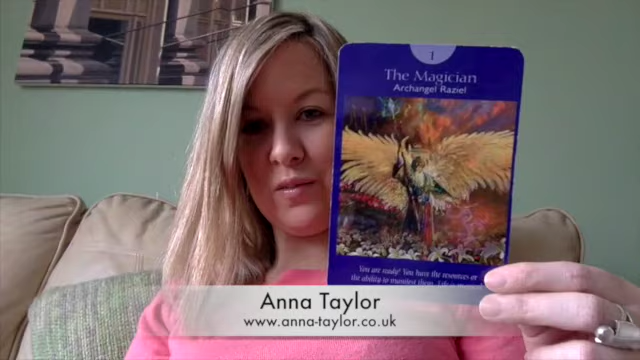 1
The Magician
Archangel Raziel
You are ready! You have the resources or
the ability to manifest them.
Anna Taylor
www.anna-taylor.co.uk